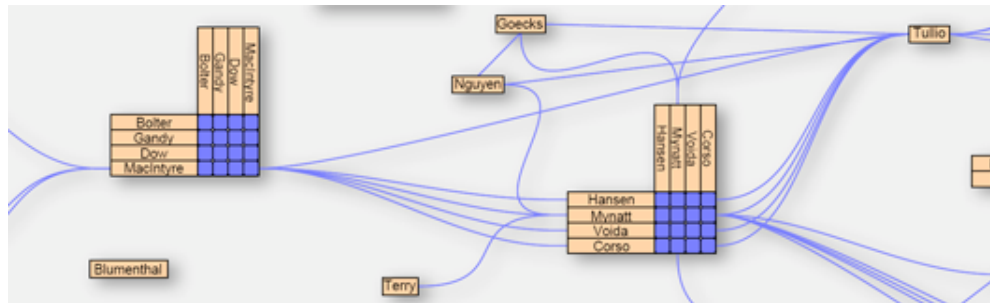 Goecks
Tullio
Nguyen
Bolter
Gandy
Dow
MacIntyre
Bolter
Gandy
Dow
MacIntyre
Hansen
Mynatt
Voida
Corso
Hansen
Mynatt
Voida
Corso
Blumenthal
Terry